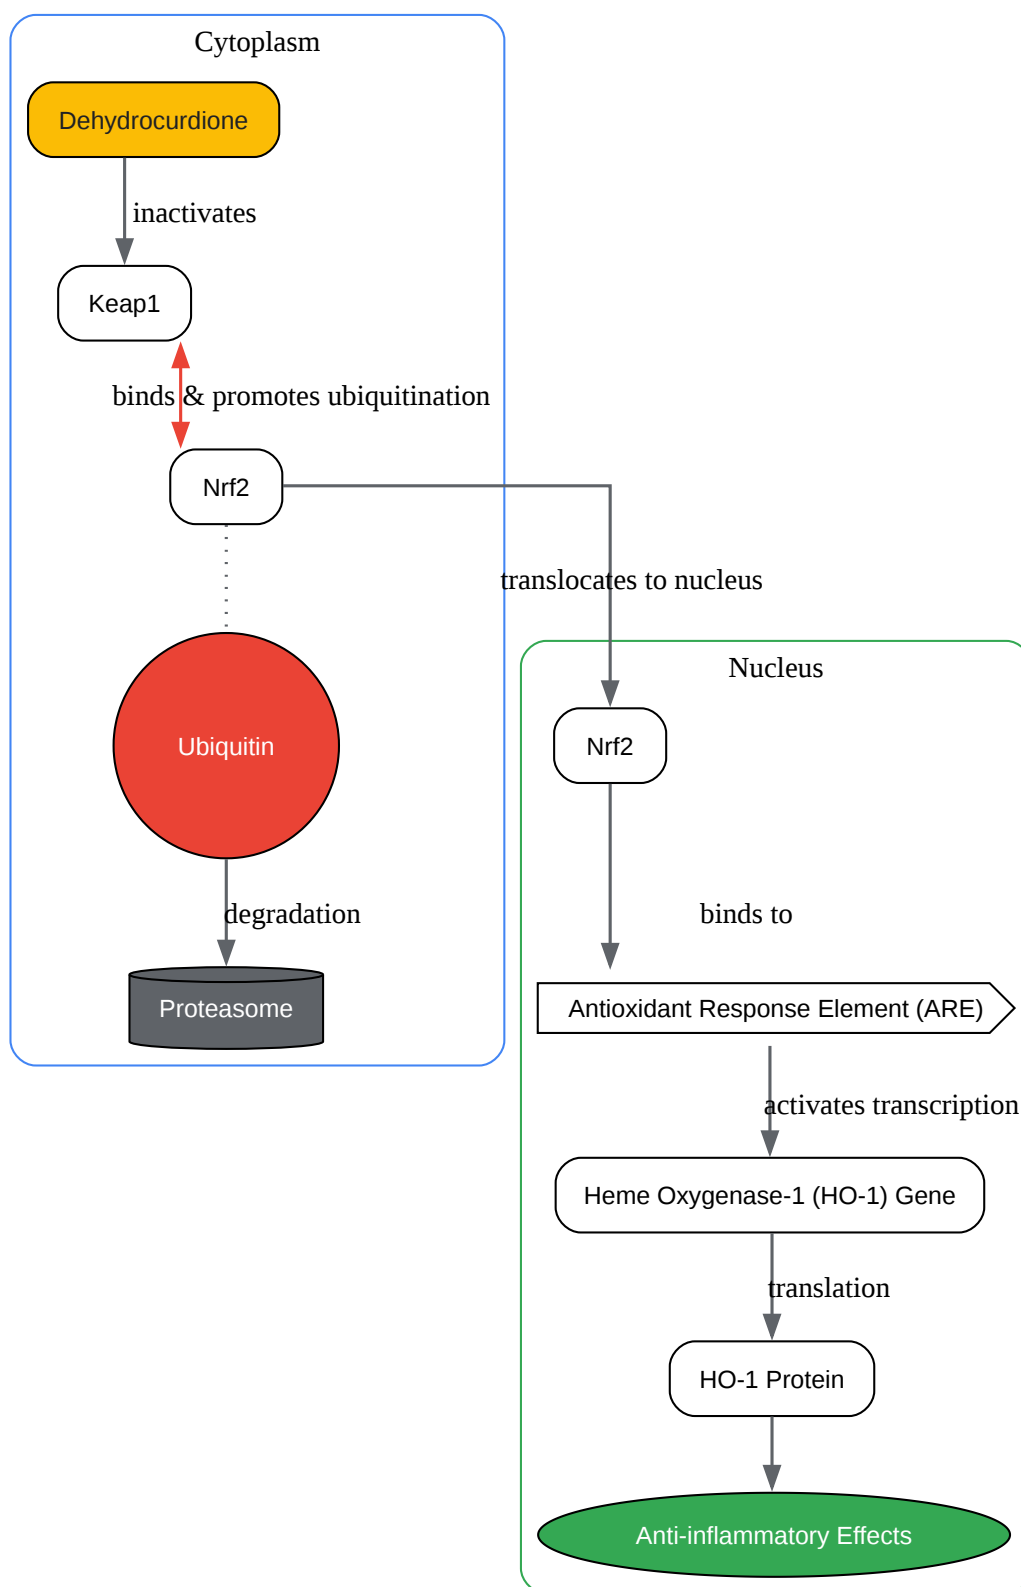 Cytoplasm
Dehydrocurdione
inactivates
Keap1
binds & promotes ubiquitination
Nrf2
translocates to nucleus
Ubiquitin
degradation
Proteasome
Nucleus
Nrf2
binds to
Antioxidant Response Element (ARE)
activates transcription
Heme Oxygenase-1 (HO-1) Gene
translation
HO-1 Protein
Anti-inflammatory Effects